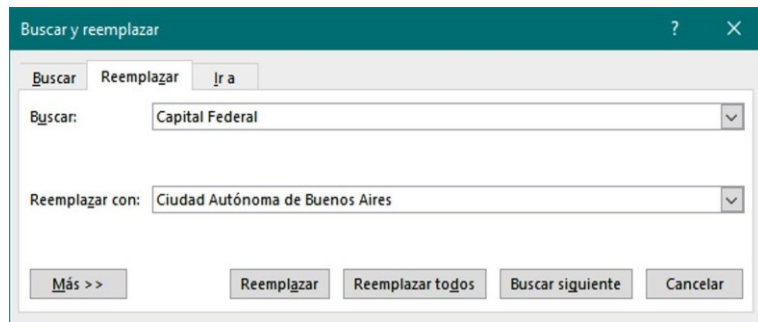 Buscar y reemplazar ? ×
Buscar Reemplazar Ir a
Buscar: Capital Federal
Reemplazar con: Ciudad Autónoma de Buenos Aires
Más >> Reemplazar Reemplazar todos Buscar siguiente Cancelar